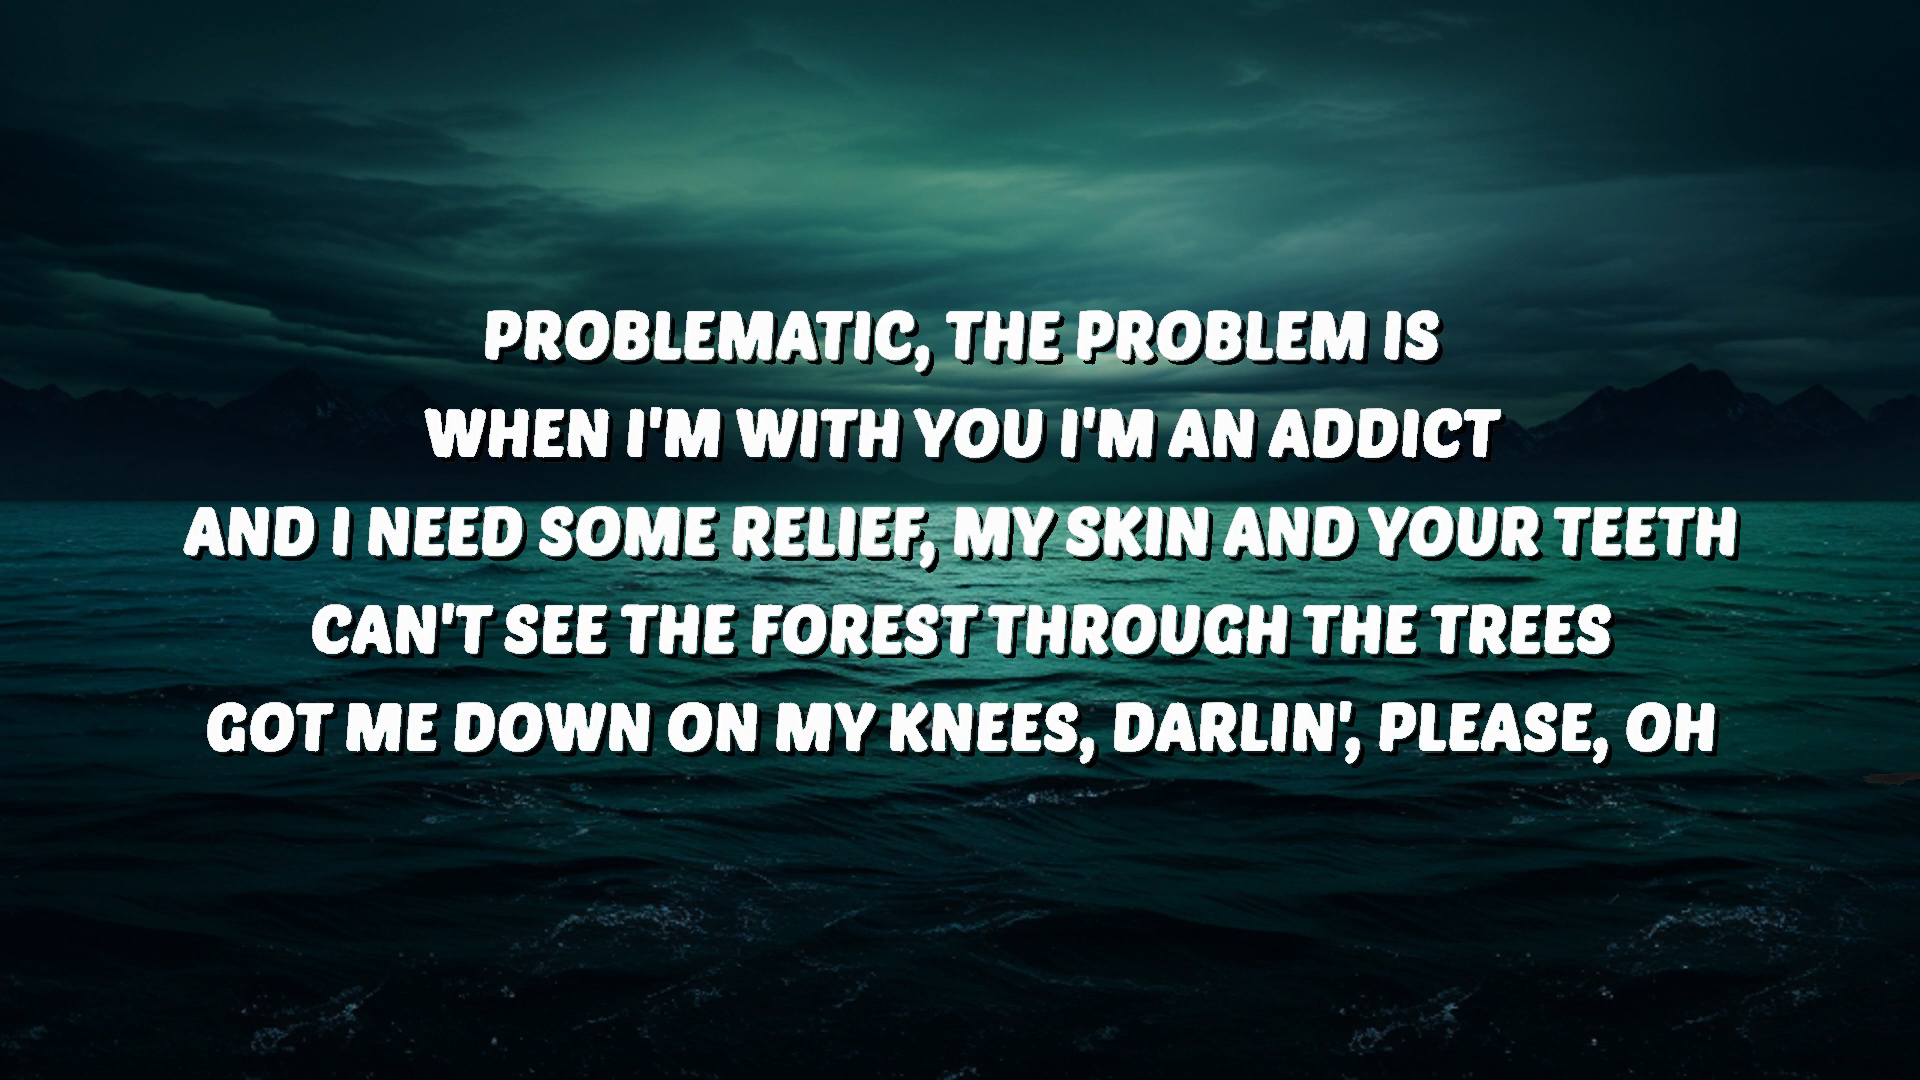 PROBLEMATIC, THE PROBLEM IS
WHEN I'M WITH YOU I'M AN ADDICT
AND I NEED SOME RELIEF, MY SKIN AND YOUR TEETH
CAN'T SEE THE FOREST THROUGH THE TREES
GOT ME DOWN ON MY KNEES, DARLIN', PLEASE, OH